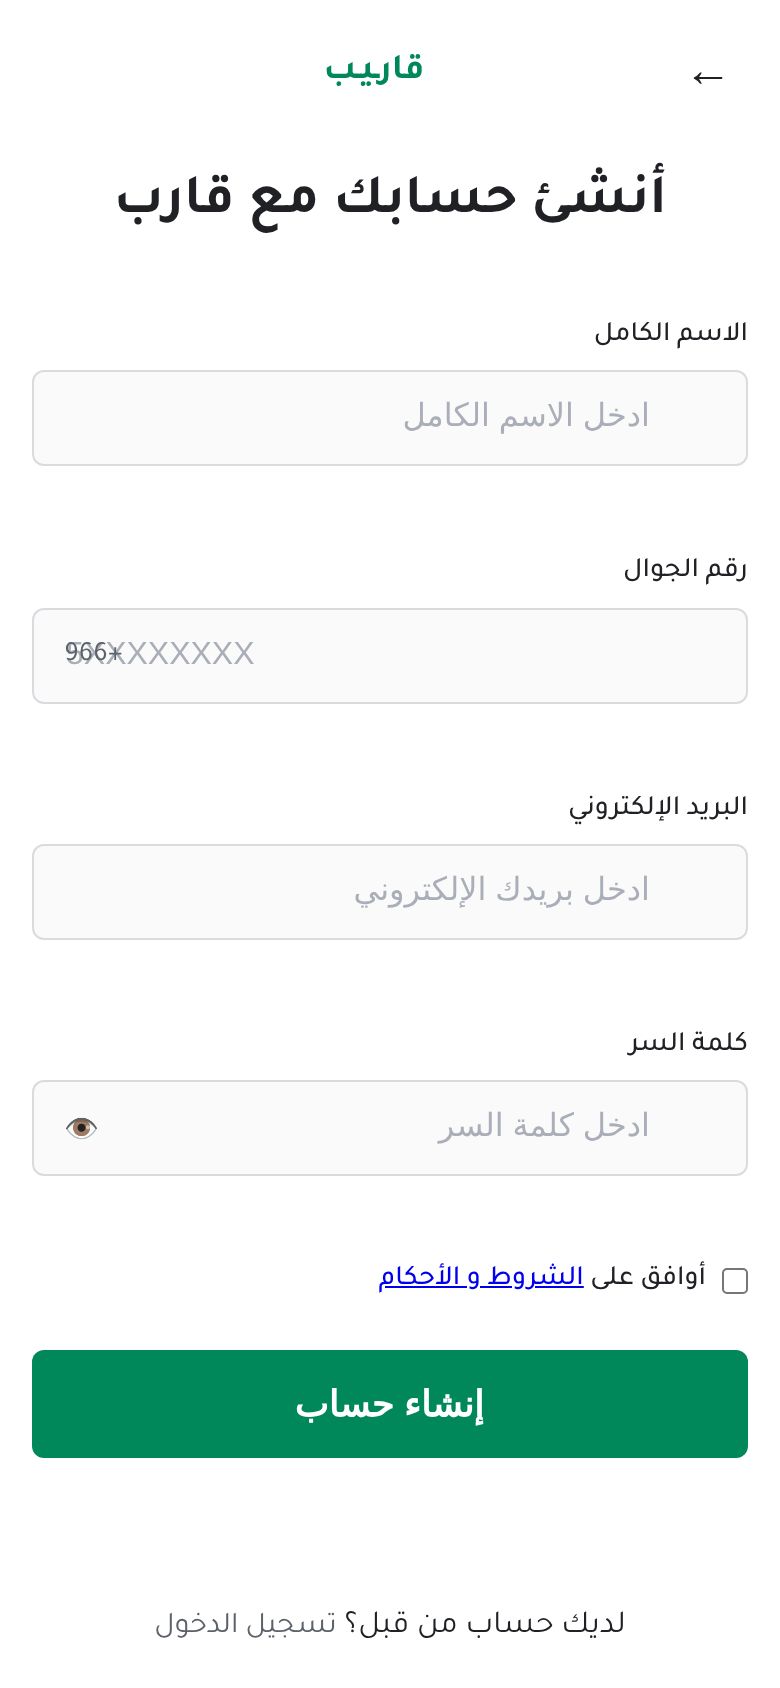 قاريب
←
أنشئ حسابك مع قارب
الاسم الكامل
ادخل الاسم الكامل
رقم الجوال
966+ 5XXXXXXXX
البريد الإلكتروني
ادخل بريدك الإلكتروني
كلمة السر
ادخل كلمة السر
أوافق على الشروط و الأحكام
إنشاء حساب
لديك حساب من قبل؟ تسجيل الدخول